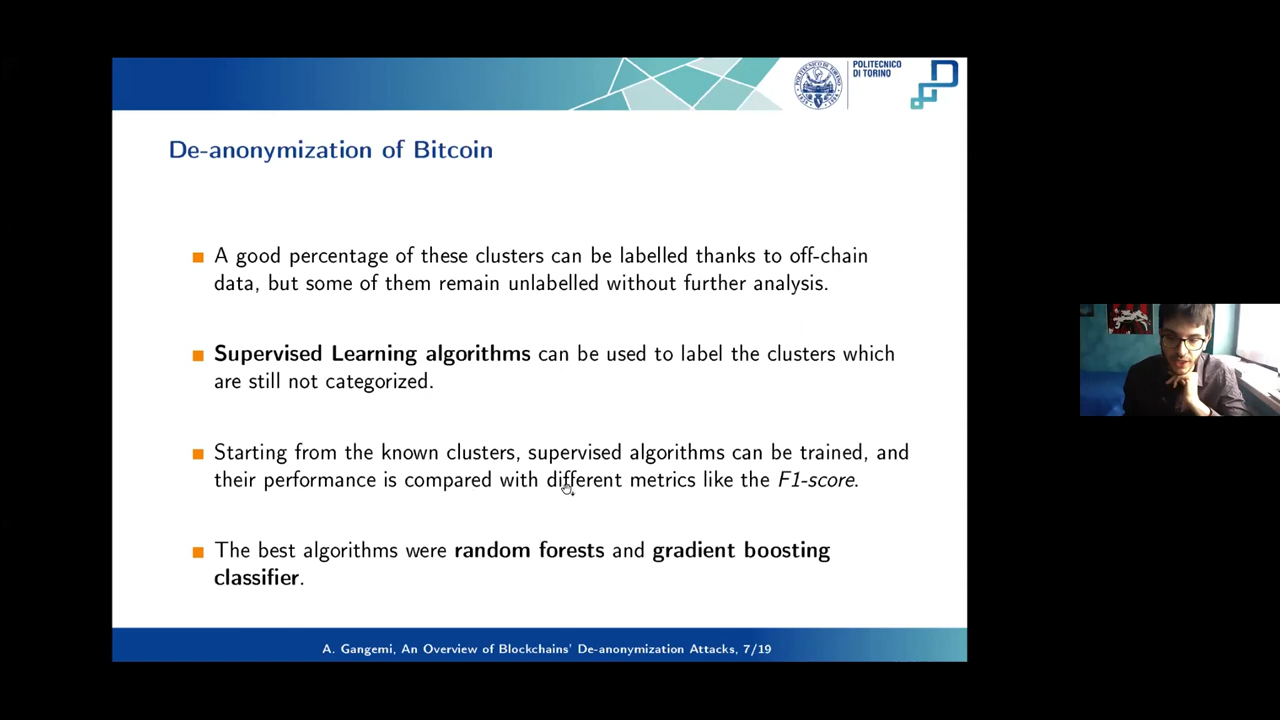 POLITECNICO
DI TORINO
De-anonymization of Bitcoin
A good percentage of these clusters can be labelled thanks to off-chain
data, but some of them remain unlabelled without further analysis.
Supervised Learning algorithms can be used to label the clusters which
are still not categorized.
Starting from the known clusters, supervised algorithms can be trained, and
their performance is compared with different metrics like the F1-score.
The best algorithms were random forests and gradient boosting
classifier.
A. Gangemi, An Overview of Blockchains' De-anonymization Attacks, 7/19